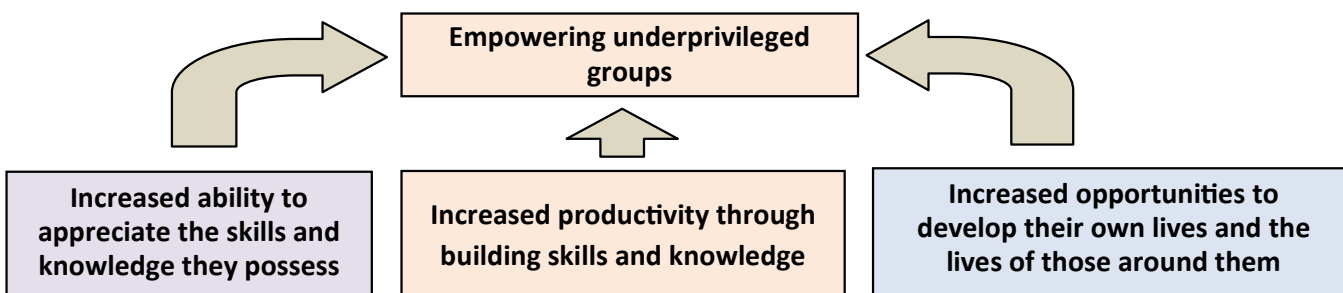 Empowering underprivileged
groups
Increased ability to
appreciate the skills and
knowledge they possess
Increased productivity through
building skills and knowledge
Increased opportunities to
develop their own lives and the
lives of those around them